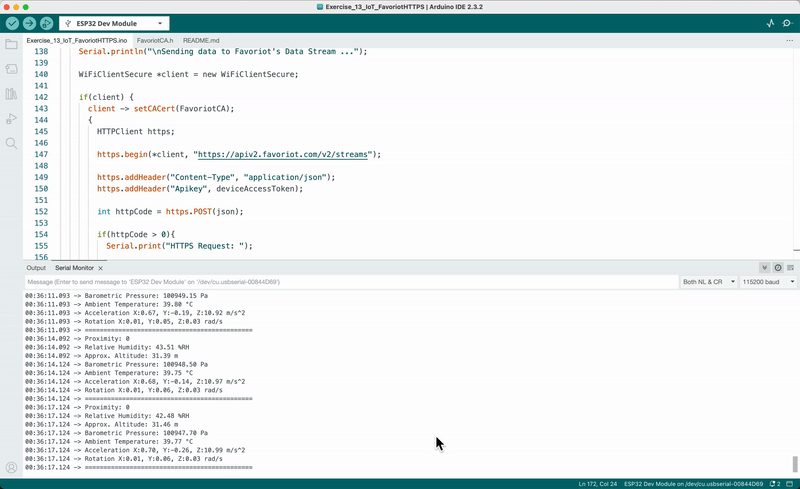 Exercise_13_IoT_FavoriotHTTPS | Arduino IDE 2.3.2
ESP32 Dev Module
Exercise_13_IoT_FavoriotHTTPS.ino FavoriotCA.h README.md
138 Serial.println("\nSending data to Favoriot's Data Stream ...");
139
140 WiFiClientSecure *client = new WiFiClientSecure;
141
142 if(client) {
143 client -> setCACert(FavoriotCA);
144 {
145 HTTPClient https;
146
147 https.begin(*client, "https://apiv2.favoriot.com/v2/streams");
148
149 https.addHeader("Content-Type", "application/json");
150 https.addHeader("Apikey", deviceAccessToken);
151
152 int httpCode = https.POST(json);
153
154 if(httpCode > 0){
155 Serial.print("HTTPS Request: ");
156
Output Serial Monitor
Message (Enter to send message to 'ESP32 Dev Module' on '/dev/cu.usbserial-00844D69')
Both NL & CR 115200 baud
00:36:11.093 -> Barometric Pressure: 100949.15 Pa
00:36:11.093 -> Ambient Temperature: 39.80 °C
00:36:11.093 -> Acceleration X:0.67, Y:-0.19, Z:10.92 m/s^2
00:36:11.093 -> Rotation X:0.01, Y:0.05, Z:0.03 rad/s
00:36:11.093 -> ==============================================
00:36:14.092 -> Proximity: 0
00:36:14.092 -> Relative Humidity: 43.51 %RH
00:36:14.092 -> Approx. Altitude: 31.39 m
00:36:14.124 -> Barometric Pressure: 100948.50 Pa
00:36:14.124 -> Ambient Temperature: 39.75 °C
00:36:14.124 -> Acceleration X:0.68, Y:-0.14, Z:10.97 m/s^2
00:36:14.124 -> Rotation X:0.01, Y:0.06, Z:0.03 rad/s
00:36:14.124 -> ==============================================
00:36:17.124 -> Proximity: 0
00:36:17.124 -> Relative Humidity: 42.48 %RH
00:36:17.124 -> Approx. Altitude: 31.46 m
00:36:17.124 -> Barometric Pressure: 100947.70 Pa
00:36:17.124 -> Ambient Temperature: 39.77 °C
00:36:17.124 -> Acceleration X:0.70, Y:-0.26, Z:10.99 m/s^2
00:36:17.124 -> Rotation X:0.01, Y:0.06, Z:0.03 rad/s
00:36:17.124 -> ==============================================
Ln 172, Col 24 ESP32 Dev Module on /dev/cu.usbserial-00844D69 2